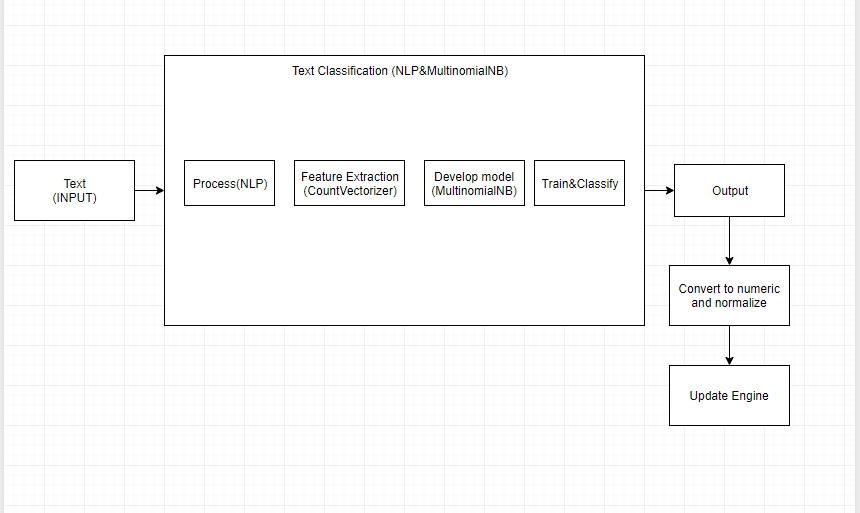 Text Classification (NLP&MultinomialNB)
Text
(INPUT)
Process(NLP)
Feature Extraction
(CountVectorizer)
Develop model
(MultinomialNB)
Train&Classify
Output
Convert to numeric
and normalize
Update Engine